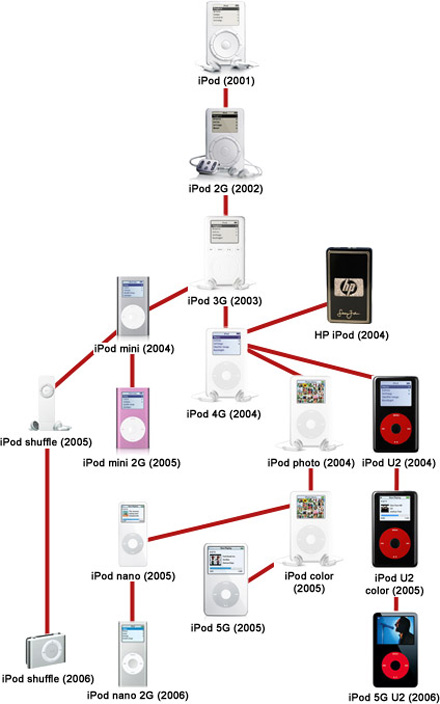 iPod (2001)
iPod 2G (2002)
iPod 3G (2003)
hp
iPod mini (2004)
HP iPod (2004)
iPod 4G (2004)
iPod shuffle (2005)
iPod mini 2G (2005)
iPod photo (2004)
iPod U2 (2004)
iPod nano (2005)
iPod color
(2005)
iPod U2
color (2005)
iPod 5G (2005)
iPod shuffle (2006)
iPod nano 2G (2006)
iPod 5G U2 (2006)